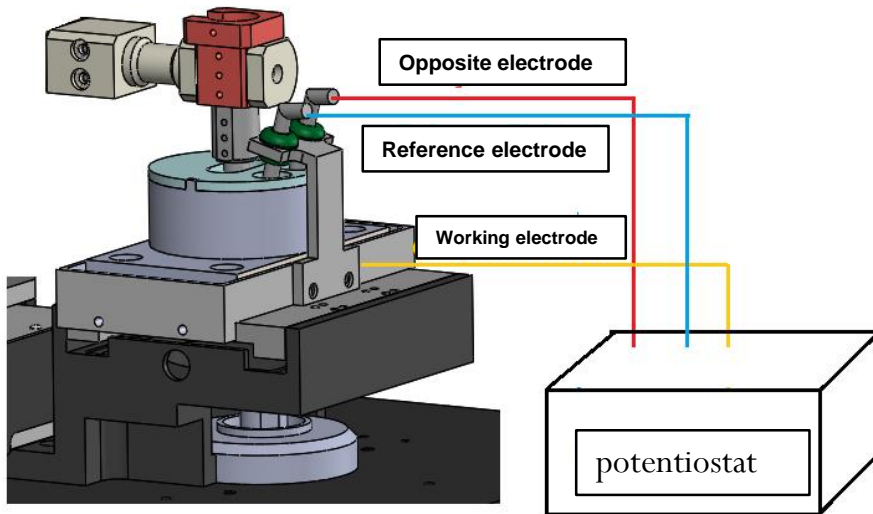 Opposite electrode
Reference electrode
Working electrode
potentiostat